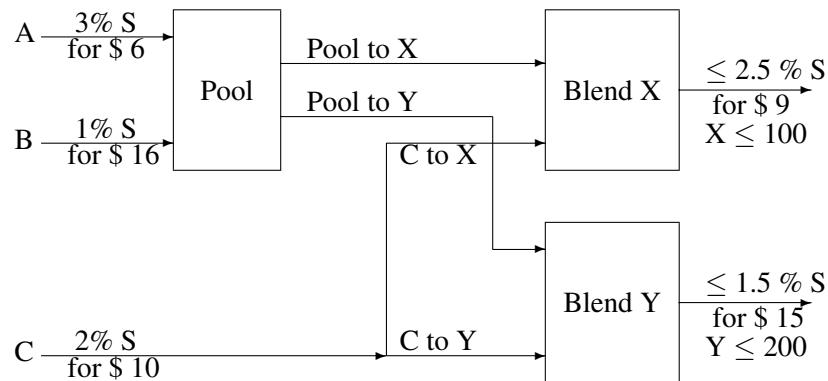 A
3% S
for $ 6
B
1% S
for $ 16
Pool
Pool to X
Pool to Y
C to X
Blend X
≤ 2.5 % S
for $ 9
X ≤ 100
C
2% S
for $ 10
C to Y
Blend Y
≤ 1.5 % S
for $ 15
Y ≤ 200